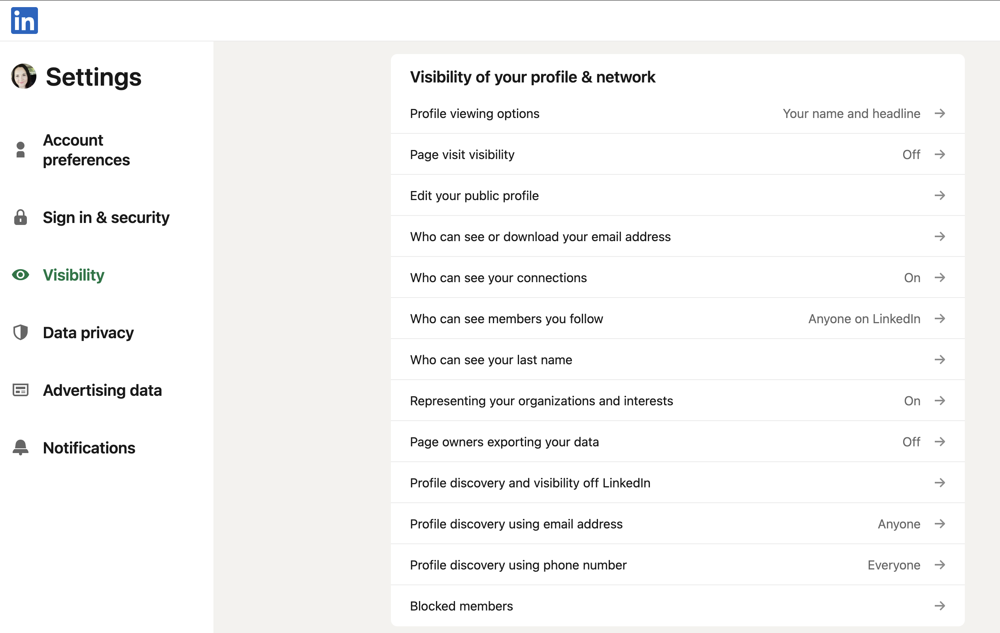 in
Settings
Account
preferences
Sign in & security
Visibility
Data privacy
Advertising data
Notifications
Visibility of your profile & network
Profile viewing options Your name and headline
Page visit visibility Off
Edit your public profile
Who can see or download your email address
Who can see your connections On
Who can see members you follow Anyone on LinkedIn
Who can see your last name
Representing your organizations and interests On
Page owners exporting your data Off
Profile discovery and visibility off LinkedIn
Profile discovery using email address Anyone
Profile discovery using phone number Everyone
Blocked members